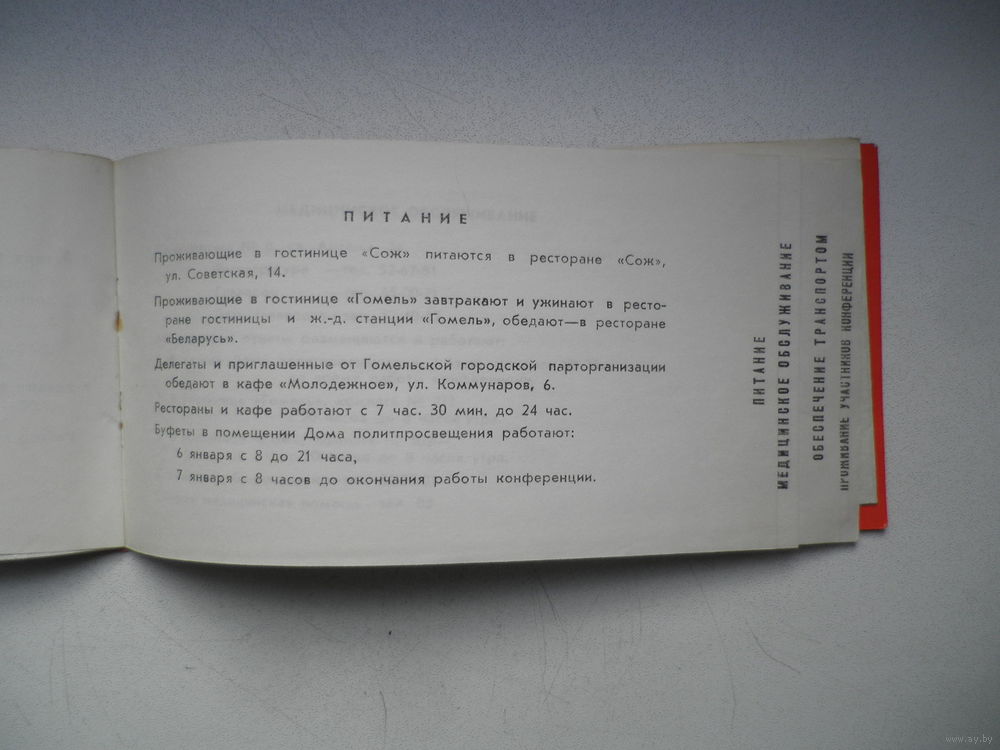 ПИТАНИЕ
Проживающие в гостинице «Сож» питаются в ресторане «Сож»,
ул. Советская, 14.
Проживающие в гостинице «Гомель» завтракают и ужинают в ресто-
ране гостиницы и ж.-д. станции «Гомель», обедают—в ресторане
«Беларусь».
Делегаты и приглашенные от Гомельской городской парторганизации
обедают в кафе «Молодежное», ул. Коммунаров, 6.
Рестораны и кафе работают с 7 час. 30 мин. до 24 час.
Буфеты в помещении Дома политпросвещения работают:
6 января с 8 до 21 часа,
7 января с 8 часов до окончания работы конференции.
ПИТАНИЕ
МЕДИЦИНСКОЕ ОБСЛУЖИВАНИЕ
ОБЕСПЕЧЕНИЕ ТРАНСПОРТОМ
ПРОЖИВАНИЕ УЧАСТНИКОВ КОНФЕРЕНЦИИ
www.ay.by